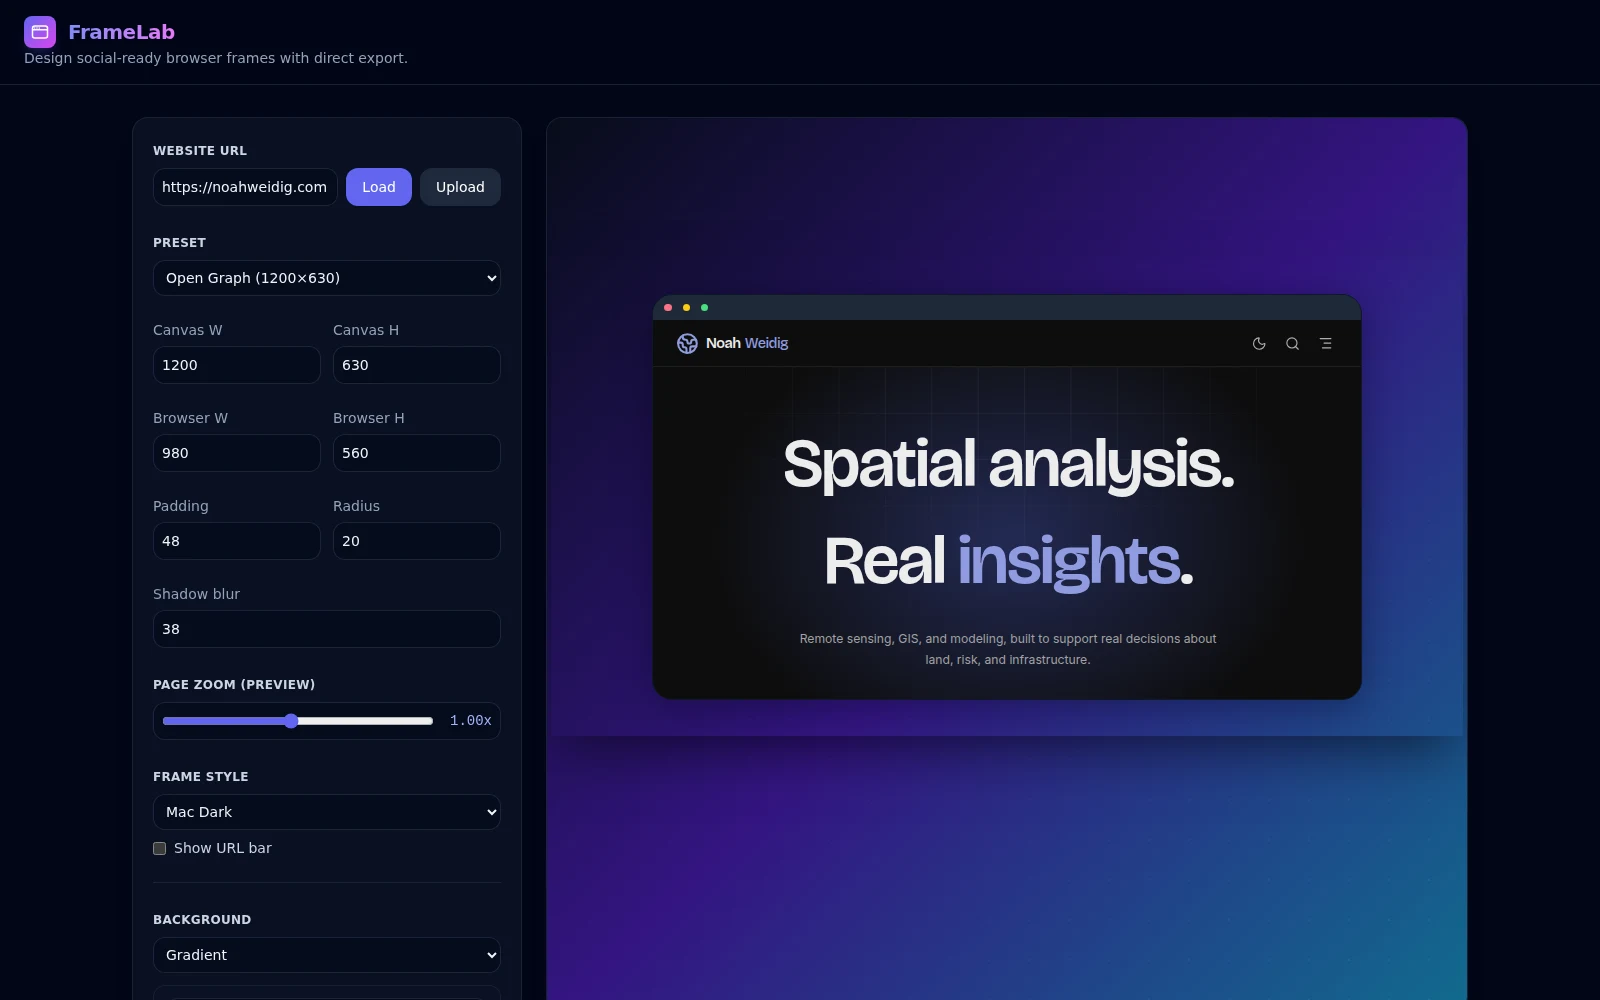 FrameLab
Design social-ready browser frames with direct export.
WEBSITE URL
https://noahweidig.com
Load
Upload
PRESET
Open Graph (1200×630)
Canvas W
Canvas H
1200
630
Browser W
Browser H
980
560
Padding
Radius
48
20
Shadow blur
38
PAGE ZOOM (PREVIEW)
1.00x
FRAME STYLE
Mac Dark
Show URL bar
BACKGROUND
Gradient
Noah Weidig
Spatial analysis.
Real insights.
Remote sensing, GIS, and modeling, built to support real decisions about
land, risk, and infrastructure.